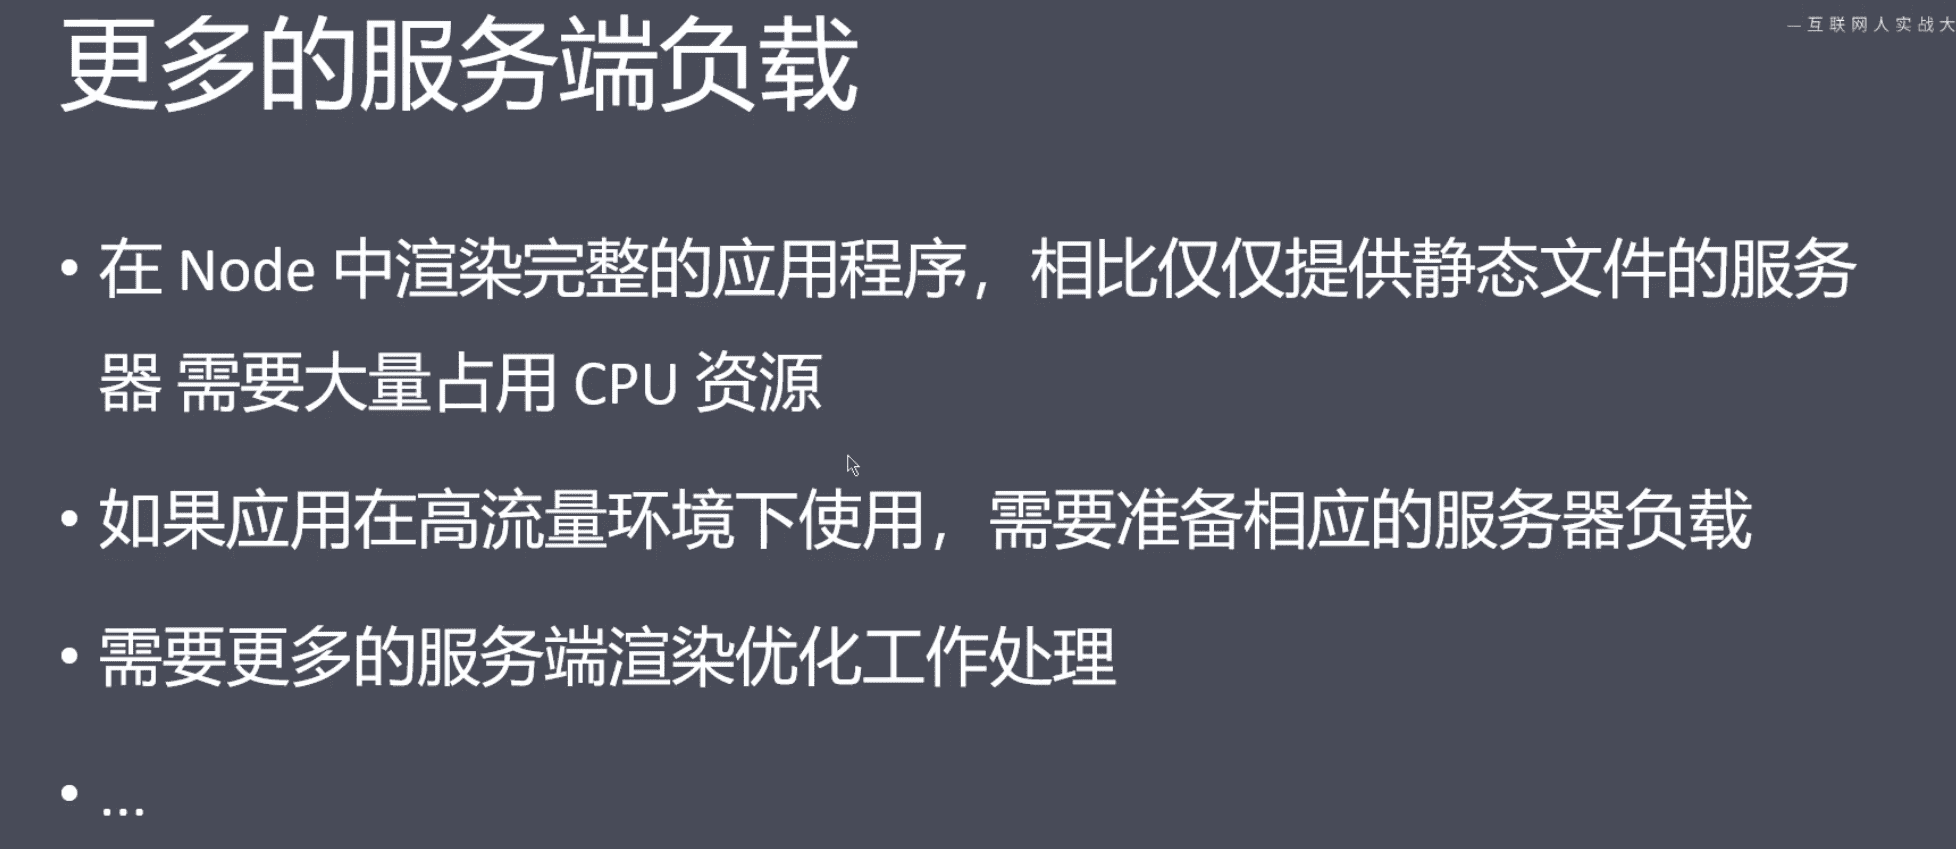 更多的服务端负载
—互联网人实战大
• 在 Node 中渲染完整的应用程序，相比仅仅提供静态文件的服务
器 需要大量占用 CPU 资源
• 如果应用在高流量环境下使用，需要准备相应的服务器负载
• 需要更多的服务端渲染优化工作处理
• ...